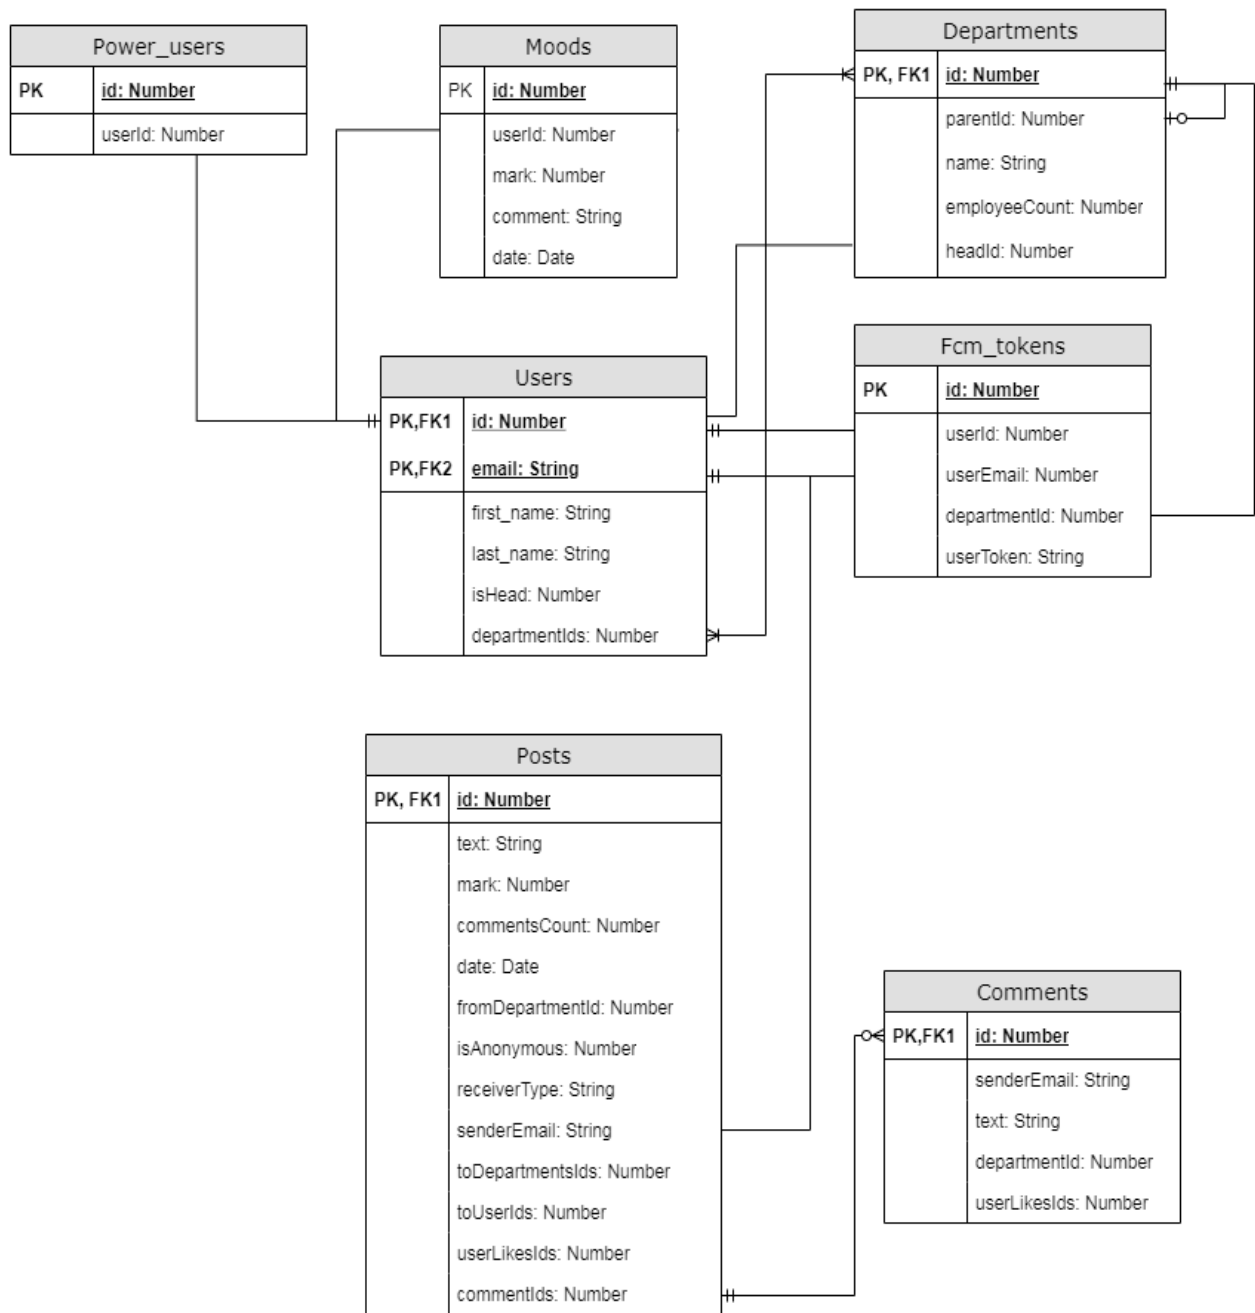 Power_users
PK id: Number
userId: Number
Moods
PK id: Number
userId: Number
mark: Number
comment: String
date: Date
Departments
PK, FK1 id: Number
parentId: Number
name: String
employeeCount: Number
headId: Number
Users
PK,FK1 id: Number
PK,FK2 email: String
first_name: String
last_name: String
isHead: Number
departmentIds: Number
Fcm_tokens
PK id: Number
userId: Number
userEmail: Number
departmentId: Number
userToken: String
Posts
PK, FK1 id: Number
text: String
mark: Number
commentsCount: Number
date: Date
fromDepartmentId: Number
isAnonymous: Number
receiverType: String
senderEmail: String
toDepartmentsIds: Number
toUserIds: Number
userLikesIds: Number
commentIds: Number
Comments
PK,FK1 id: Number
senderEmail: String
text: String
departmentId: Number
userLikesIds: Number